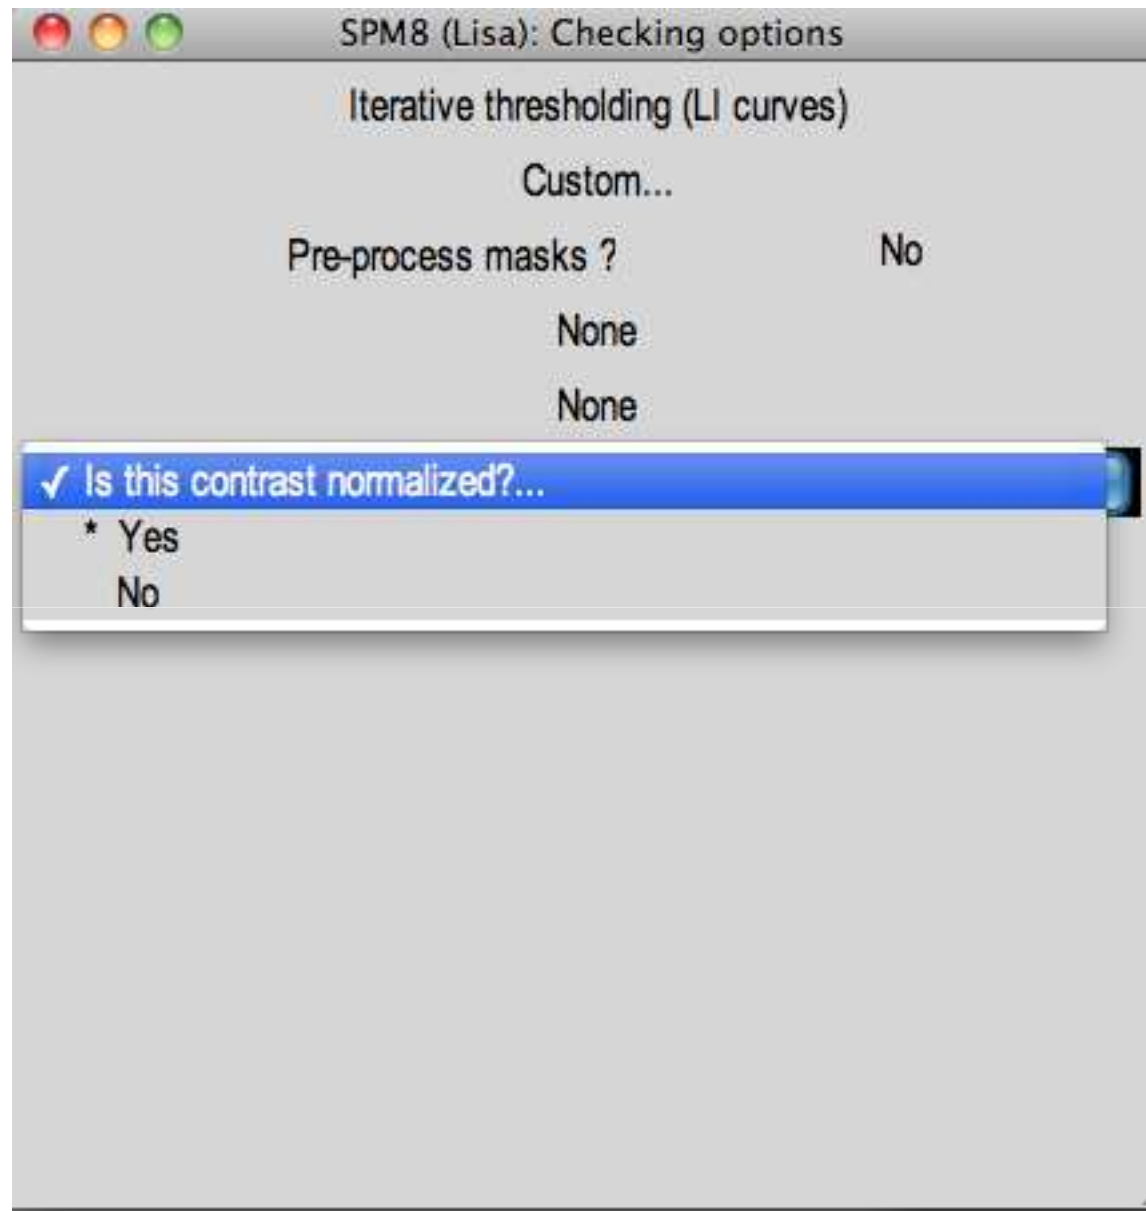 SPM8 (Lisa): Checking options
Iterative thresholding (LI curves)
Custom...
Pre-process masks ? No
None
None
✓ Is this contrast normalized?...
* Yes
No